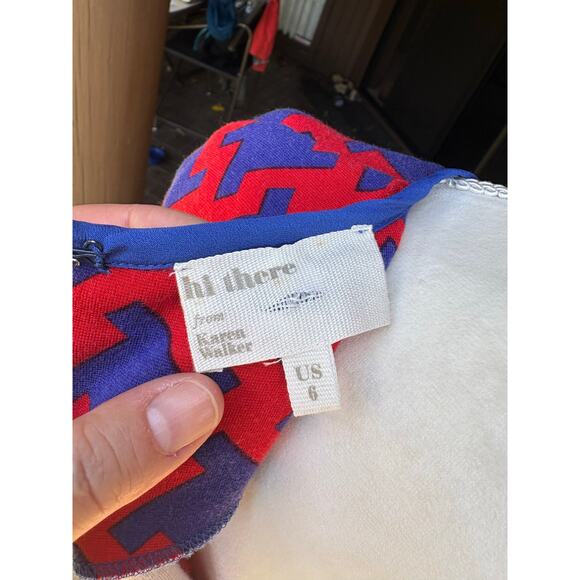 hi there
from
Karen
Walker
US
6